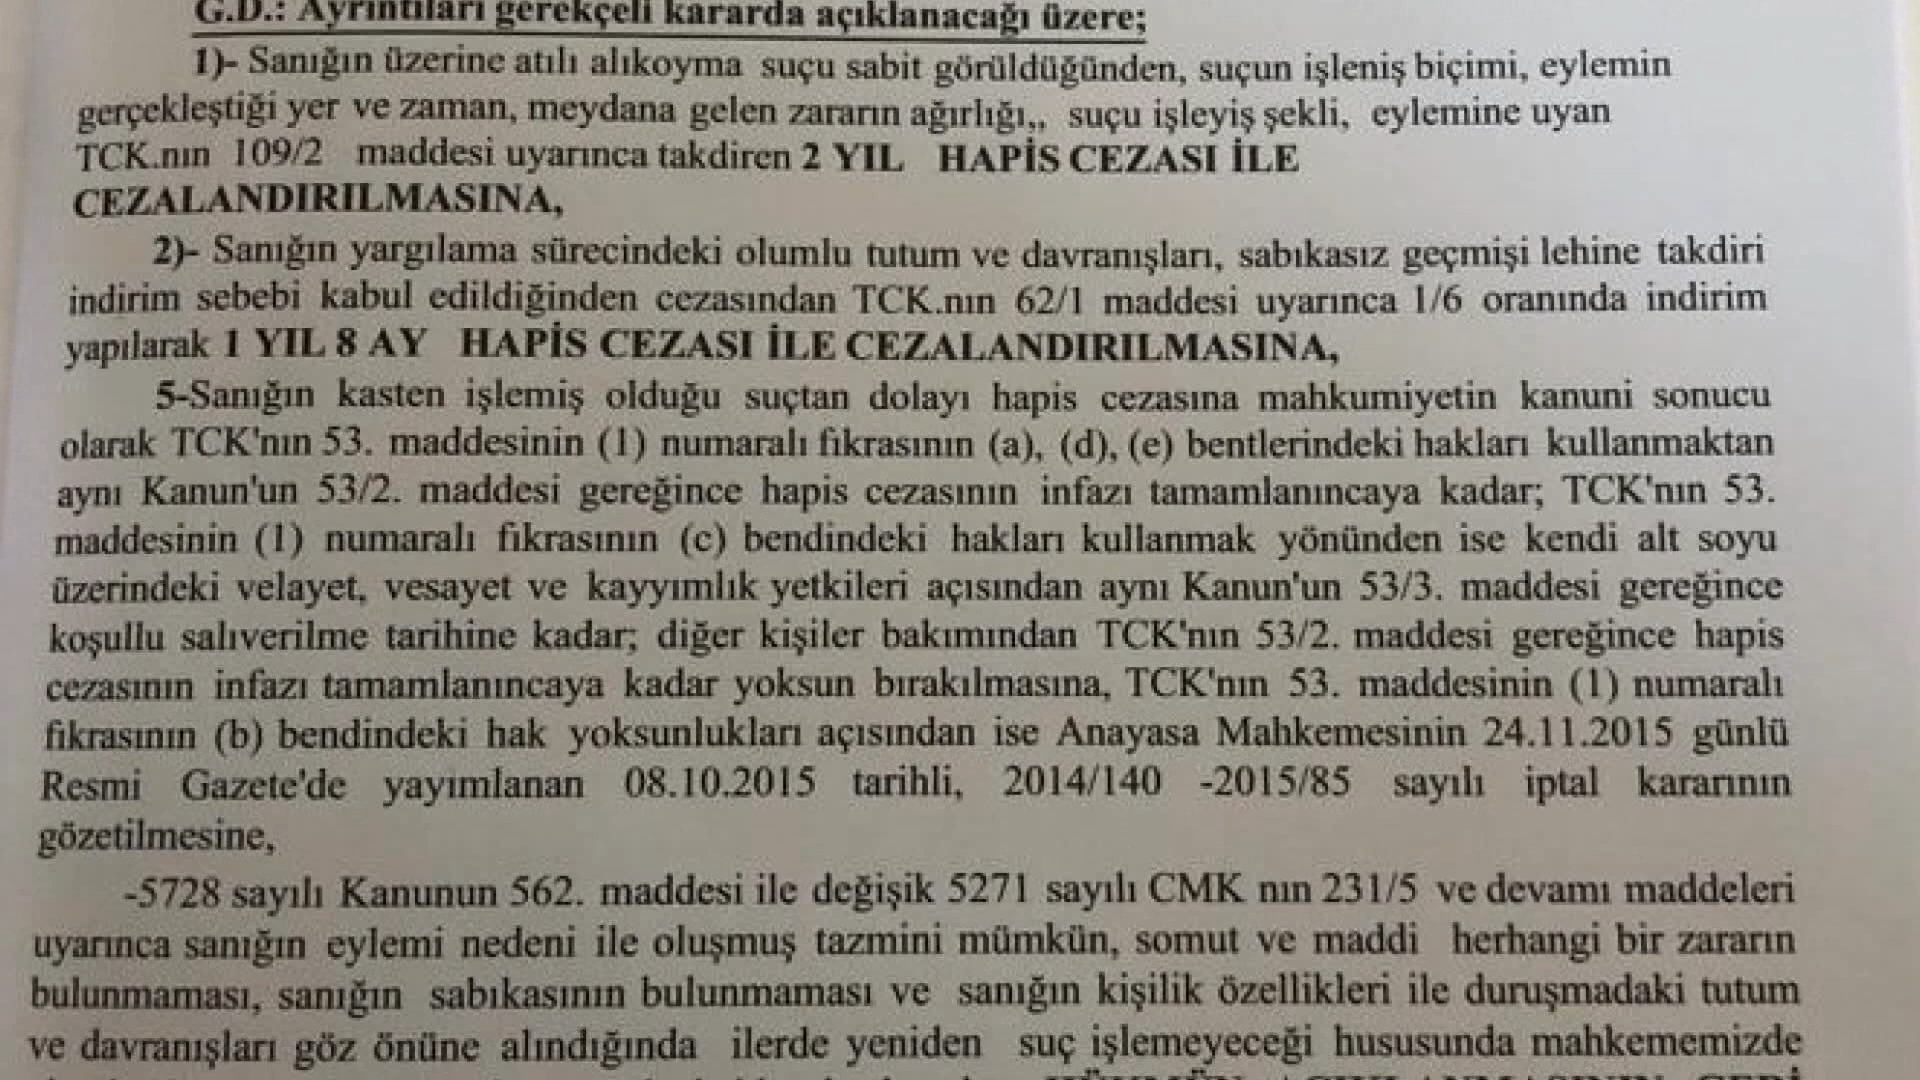 G.D.: Ayrıntıları gerekçeli kararda açıklanacağı üzere;
1)- Sanığın üzerine atılı alıkoyma suçu sabit görüldüğünden, suçun işleniş biçimi, eylemin
gerçekleştiği yer ve zaman, meydana gelen zararın ağırlığı,, suçu işleyiş şekli, eylemine uyan
TCK.nın 109/2 maddesi uyarınca takdiren 2 YIL HAPİS CEZASI İLE
CEZALANDIRILMASINA,
2)- Sanığın yargılama sürecindeki olumlu tutum ve davranışları, sabıkasız geçmişi lehine takdiri
indirim sebebi kabul edildiğinden cezasından TCK.nın 62/1 maddesi uyarınca 1/6 oranında indirim
yapılarak 1 YIL 8 AY HAPİS CEZASI İLE CEZALANDIRILMASINA,
5-Sanığın kasten işlemiş olduğu suçtan dolayı hapis cezasına mahkumiyetin kanuni sonucu
olarak TCK'nın 53. maddesinin (1) numaralı fıkrasının (a), (d), (e) bentlerindeki hakları kullanmaktan
aynı Kanun'un 53/2. maddesi gereğince hapis cezasının infazı tamamlanıncaya kadar; TCK'nın 53.
maddesinin (1) numaralı fıkrasının (c) bendindeki hakları kullanmak yönünden ise kendi alt soyu
üzerindeki velayet, vesayet ve kayyımlık yetkileri açısından aynı Kanun'un 53/3. maddesi gereğince
koşullu salıverilme tarihine kadar; diğer kişiler bakımından TCK'nın 53/2. maddesi gereğince hapis
cezasının infazı tamamlanıncaya kadar yoksun bırakılmasına, TCK'nın 53. maddesinin (1) numaralı
fıkrasının (b) bendindeki hak yoksunlukları açısından ise Anayasa Mahkemesinin 24.11.2015 günlü
Resmi Gazete'de yayımlanan 08.10.2015 tarihli, 2014/140 -2015/85 sayılı iptal kararının
gözetilmesine,
-5728 sayılı Kanunun 562. maddesi ile değişik 5271 sayılı CMK nın 231/5 ve devamı maddeleri
uyarınca sanığın eylemi nedeni ile oluşmuş tazmini mümkün, somut ve maddi herhangi bir zararın
bulunmaması, sanığın sabıkasının bulunmaması ve sanığın kişilik özellikleri ile duruşmadaki tutum
ve davranışları göz önüne alındığında ilerde yeniden suç işlemeyeceği hususunda mahkememizde
HÜKMÜN AÇIKLANMASININ GERİ